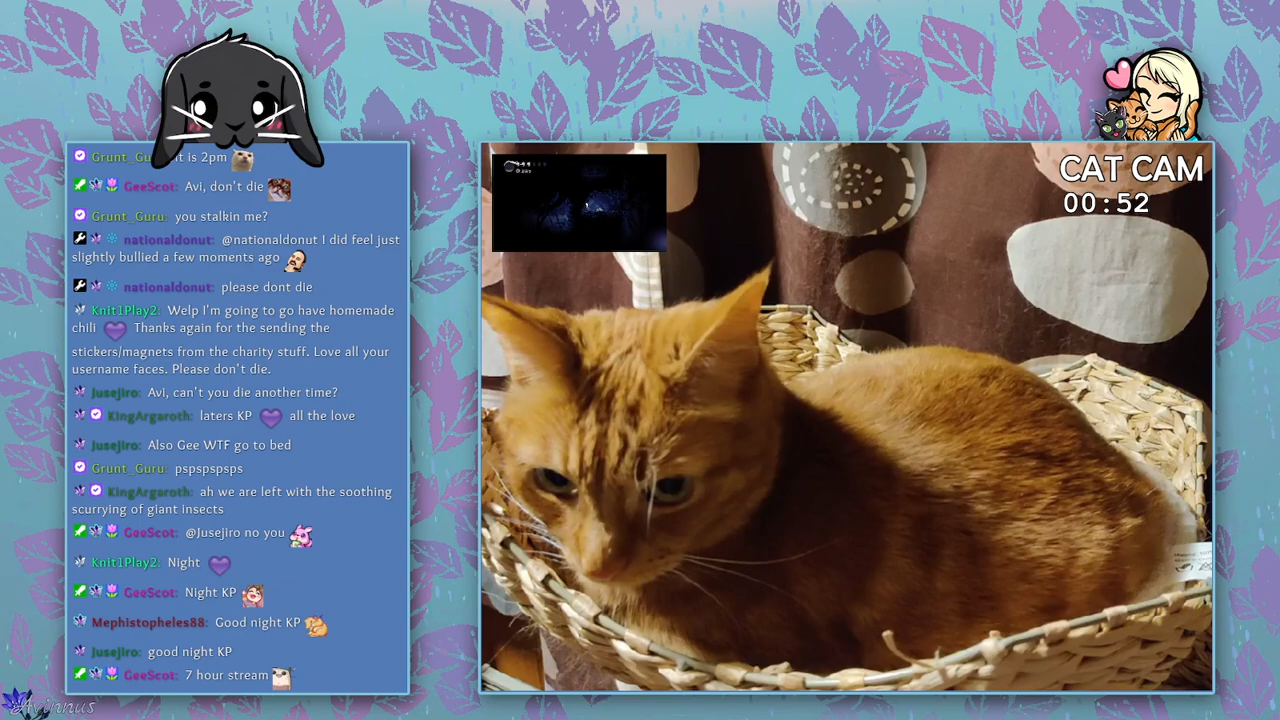 Grunt_Gu
it is 2pm
GeeScot: Avi, don't die
Grunt_Guru: you stalkin me?
nationaldonut: @nationaldonut I did feel just
slightly bullied a few moments ago
nationaldonut: please dont die
Knit1Play2: Welp I'm going to go have homemade
chili Thanks again for the sending the
stickers/magnets from the charity stuff. Love all your
username faces. Please don't die.
Jusejiro: Avi, can't you die another time?
KingArgaroth: laters KP all the love
Jusejiro: Also Gee WTF go to bed
Grunt_Guru: pspspspsps
KingArgaroth: ah we are left with the soothing
scurrying of giant insects
GeeScot: @Jusejiro no you
Knit1Play2: Night
GeeScot: Night KP
Mephistopheles88: Good night KP
Jusejiro: good night KP
GeeScot: 7 hour stream
Avinnus
CAT CAM
00:52